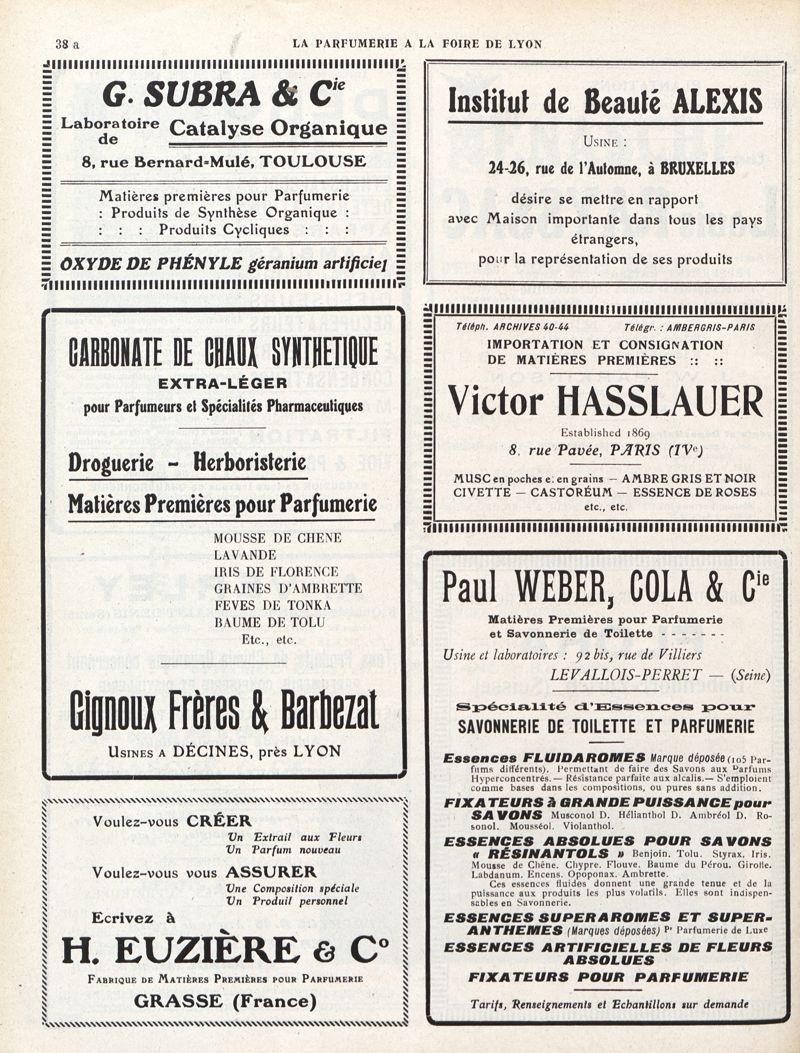 38 a
LA PARFUMERIE A LA FOIRE DE LYON
G. SUBRA & Cie
Laboratoire de Catalyse Organique
8, rue Bernard-Mulé, TOULOUSE
Matières premières pour Parfumerie
: Produits de Synthèse Organique :
: : : Produits Cycliques : : :
OXYDE DE PHÉNYLE géranium artificiel
CARBONATE DE CHAUX SYNTHETIQUE
EXTRA-LÉGER
pour Parfumeurs et Spécialités Pharmaceutiques
Droguerie - Herboristerie
Matières Premières pour Parfumerie
MOUSSE DE CHENE
LAVANDE
IRIS DE FLORENCE
GRAINES D'AMBRETTE
FEVES DE TONKA
BAUME DE TOLU
Etc., etc.
Gignoux Frères & Barbezat
USINES A DÉCINES, près LYON
Voulez-vous CRÉER
Un Extrait aux Fleurs
Un Parfum nouveau
Voulez-vous vous ASSURER
Une Composition spéciale
Un Produit personnel
Ecrivez à
H. EUZIÈRE & Co
FABRIQUE DE MATIÈRES PREMIÈRES POUR PARFUMERIE
GRASSE (France)
Institut de Beauté ALEXIS
USINE :
24-26, rue de l'Automne, à BRUXELLES
désire se mettre en rapport
avec Maison importante dans tous les pays
étrangers,
pour la représentation de ses produits
Téléph. ARCHIVES 40-44 Télégr. : AMBERGRIS-PARIS
IMPORTATION ET CONSIGNATION
DE MATIÈRES PREMIÈRES :: ::
Victor HASSLAUER
Established 1869
8. rue Pavée, PARIS (IVe)
MUSC en poches et en grains — AMBRE GRIS ET NOIR
CIVETTE — CASTORÉUM — ESSENCE DE ROSES
etc., etc.
Paul WEBER, COLA & Cie
Matières Premières pour Parfumerie
et Savonnerie de Toilette - - - - - - -
Usine et laboratoires : 92 bis, rue de Villiers
LEVALLOIS-PERRET — (Seine)
Spécialité d'Essences pour
SAVONNERIE DE TOILETTE ET PARFUMERIE
Essences FLUIDAROMES Marque déposée (105 Par-
fums différents). Permettant de faire des Savons aux Parfums
Hyperconcentrés. — Résistance parfaite aux alcalis. — S'emploient
comme bases dans les compositions, ou pures sans addition.
FIXATEURS à GRANDE PUISSANCE pour
SAVONS Musconol D. Hélianthol D. Ambréol D. Ro-
sonol. Mousséol. Violanthol.
ESSENCES ABSOLUES POUR SAVONS
« RÉSINANTOLS » Benjoin. Tolu. Styrax. Iris.
Mousse de Chêne. Chypre. Flouve. Baume du Pérou. Girofle.
Labdanum. Encens. Opoponax. Ambrette.
Ces essences fluides donnent une grande tenue et de la
puissance aux produits les plus volatils. Elles sont indispen-
sables en Savonnerie.
ESSENCES SUPERAROMES ET SUPER-
ANTHEMES (Marques déposées) Pr Parfumerie de Luxe
ESSENCES ARTIFICIELLES DE FLEURS
ABSOLUES
FIXATEURS POUR PARFUMERIE
Tarifs, Renseignements et Echantillons sur demande